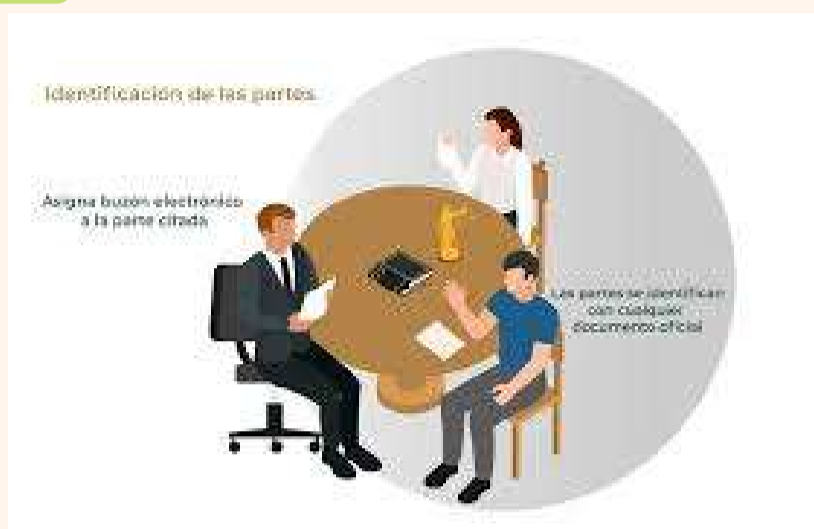 Identificación de las partes
Asigna buzón electrónico
a la parte citada
Las partes se identifican
con cualquier
documento oficial